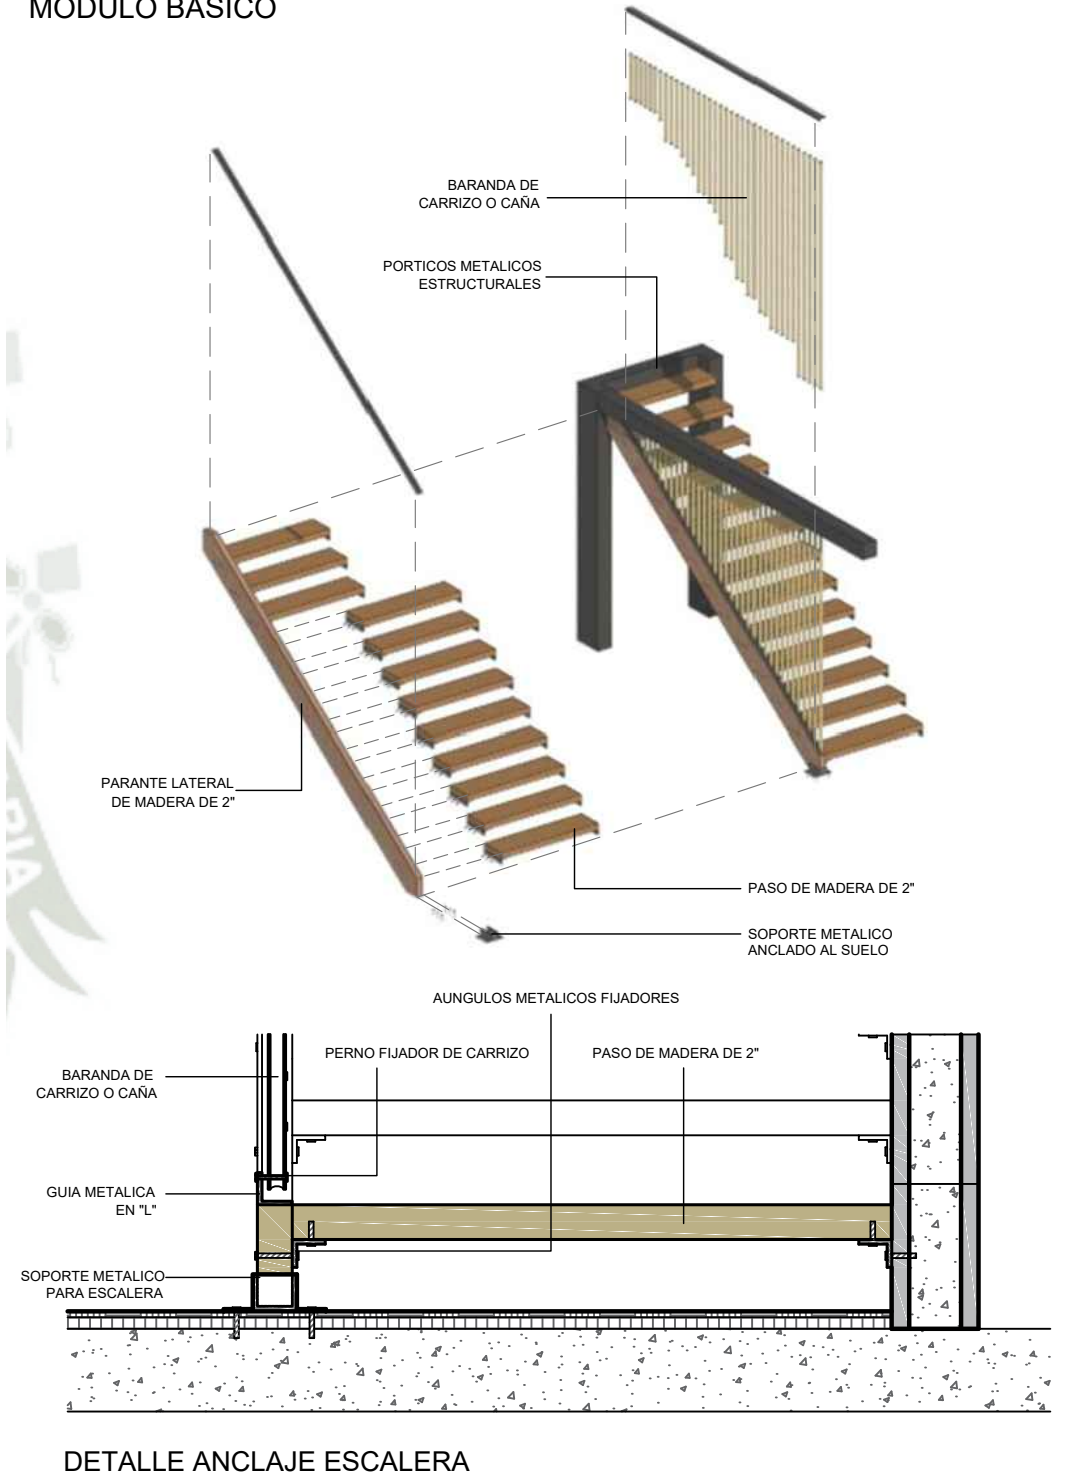 MODULO BASICO
BARANDA DE
CARRIZO O CAÑA
PORTICOS METALICOS
ESTRUCTURALES
PARANTE LATERAL
DE MADERA DE 2"
PASO DE MADERA DE 2"
SOPORTE METALICO
ANCLADO AL SUELO
AUNGULOS METALICOS FIJADORES
PERNO FIJADOR DE CARRIZO
PASO DE MADERA DE 2"
BARANDA DE
CARRIZO O CAÑA
GUIA METALICA
EN "L"
SOPORTE METALICO
PARA ESCALERA
DETALLE ANCLAJE ESCALERA